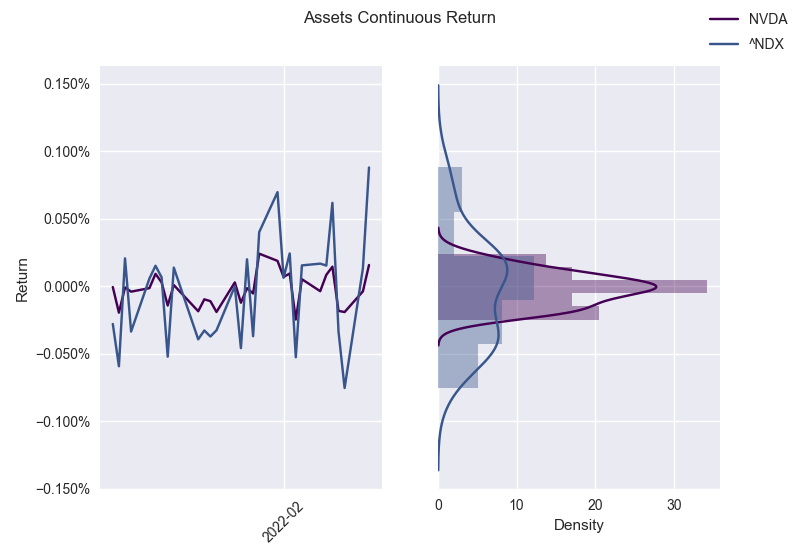 Assets Continuous Return
NVDA
^NDX
0.150%
0.100%
0.050%
0.000%
−0.050%
−0.100%
−0.150%
Return
2022-02
0
10
20
30
Density